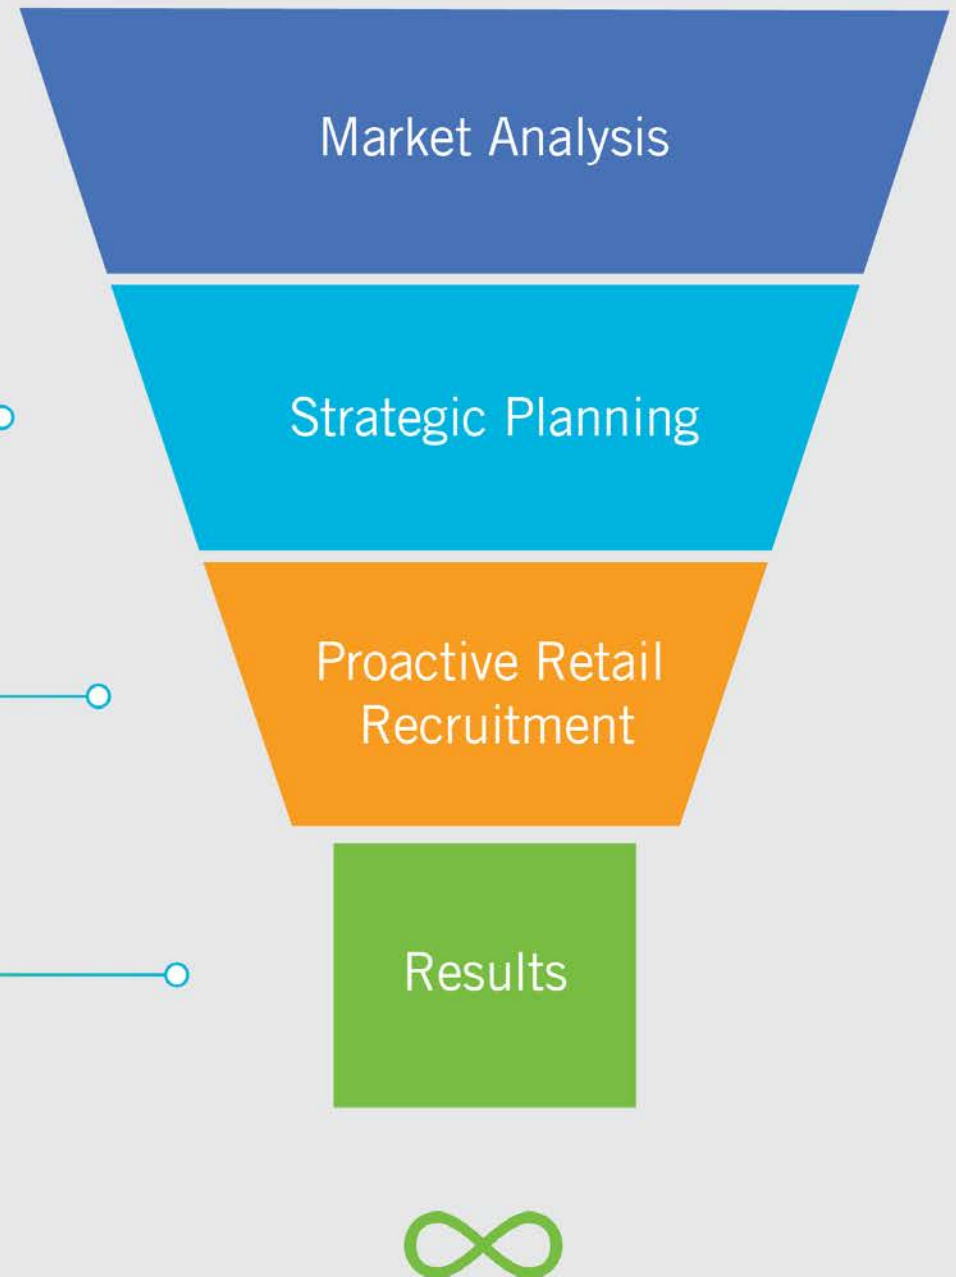 Market Analysis
Strategic Planning
Proactive Retail
Recruitment
Results